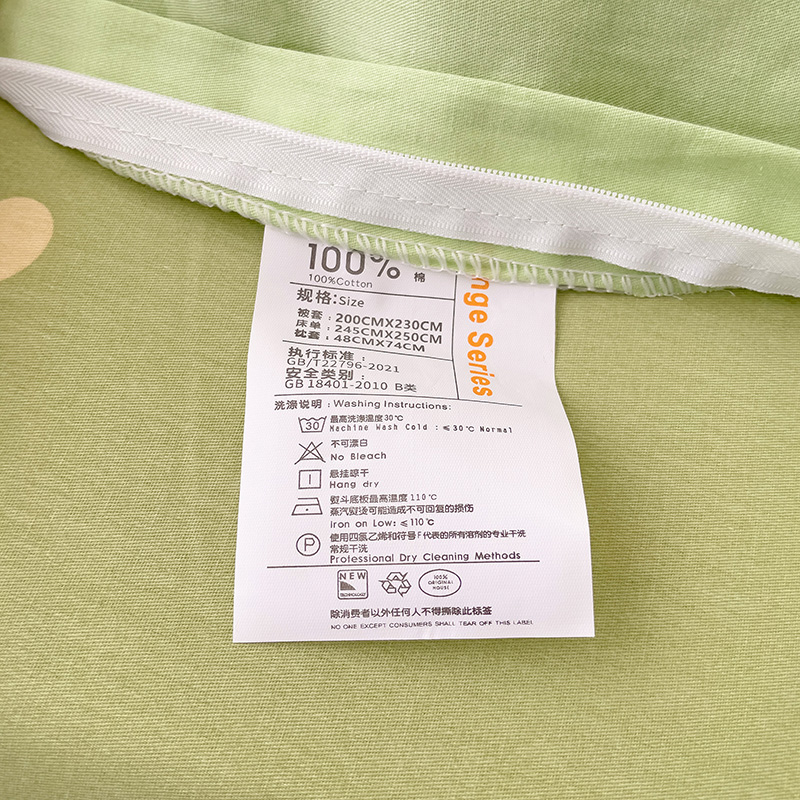 100% 棉
100%Cotton
规格:Size
被套:200CMX230CM
床单:245CMX250CM
枕套:48CMX74CM
执行标准:
GB/T22796-2021
安全类别:
GB 18401-2010 B类
nge Series
洗涤说明:Washing Instructions:
30
最高洗涤温度30℃
Machine Wash Cold : ≤30℃ Normal
不可漂白
No Bleach
悬挂晾干
Hang dry
熨斗底板最高温度110℃
蒸汽熨烫可能造成不可回复的损伤
iron on Low: ≤110℃
P
使用四氯乙烯和符号F代表的所有溶剂的专业干洗
常规干洗
Professional Dry Cleaning Methods
NEW
TECHNOLOGY
100%
ORIGINAL
HOUSE
除消费者以外任何人不得撕除此标签
NO ONE EXCEPT CONSUMERS SHALL TEAR OFF THIS LABEL